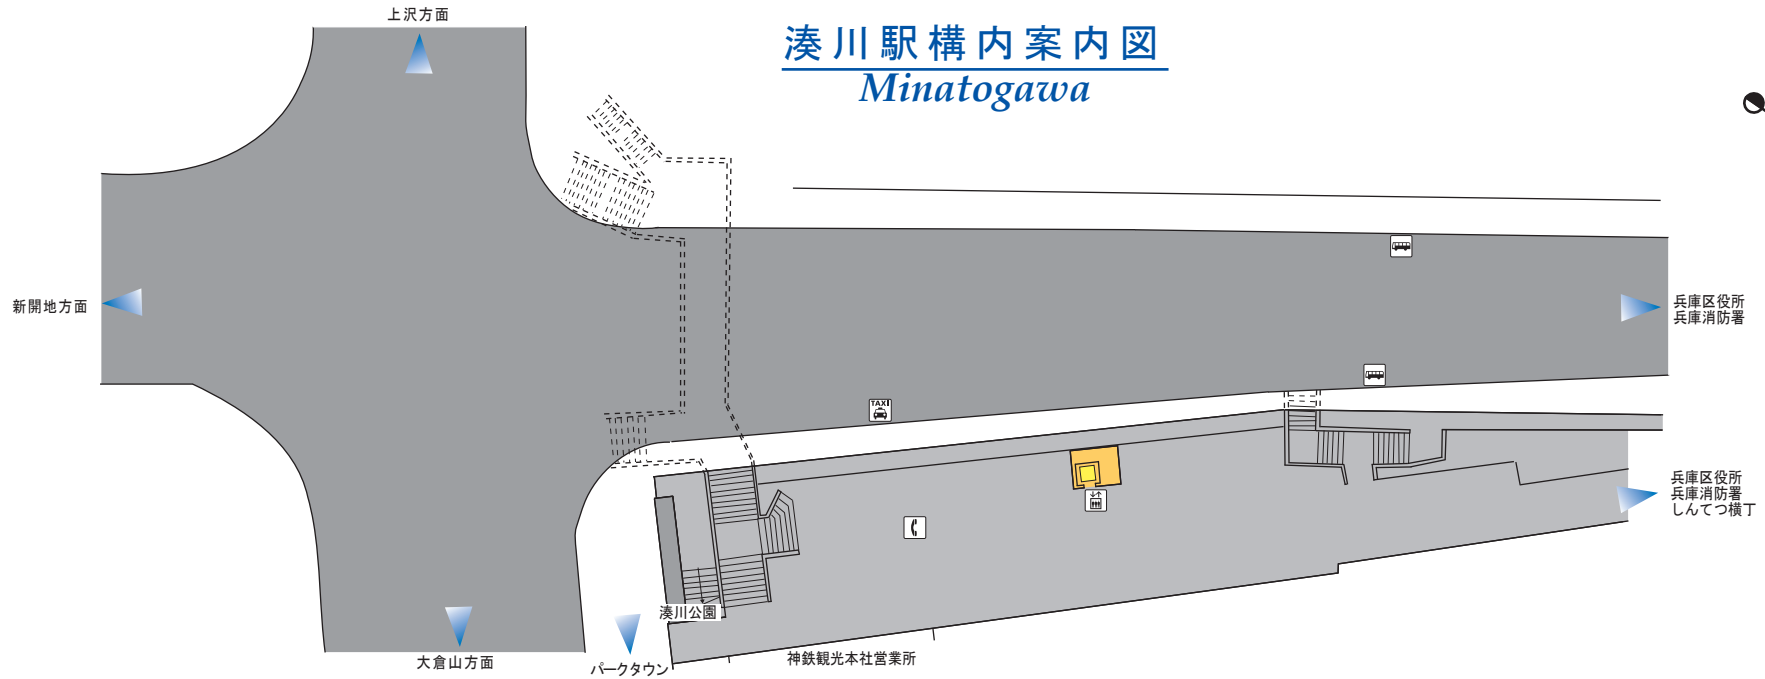 上沢方面
湊川駅構内案内図
Minatogawa
新開地方面
兵庫区役所
兵庫消防署
TAXI
兵庫区役所
兵庫消防署
しんてつ横丁
湊川公園
大倉山方面
パークタウン
神鉄観光本社営業所